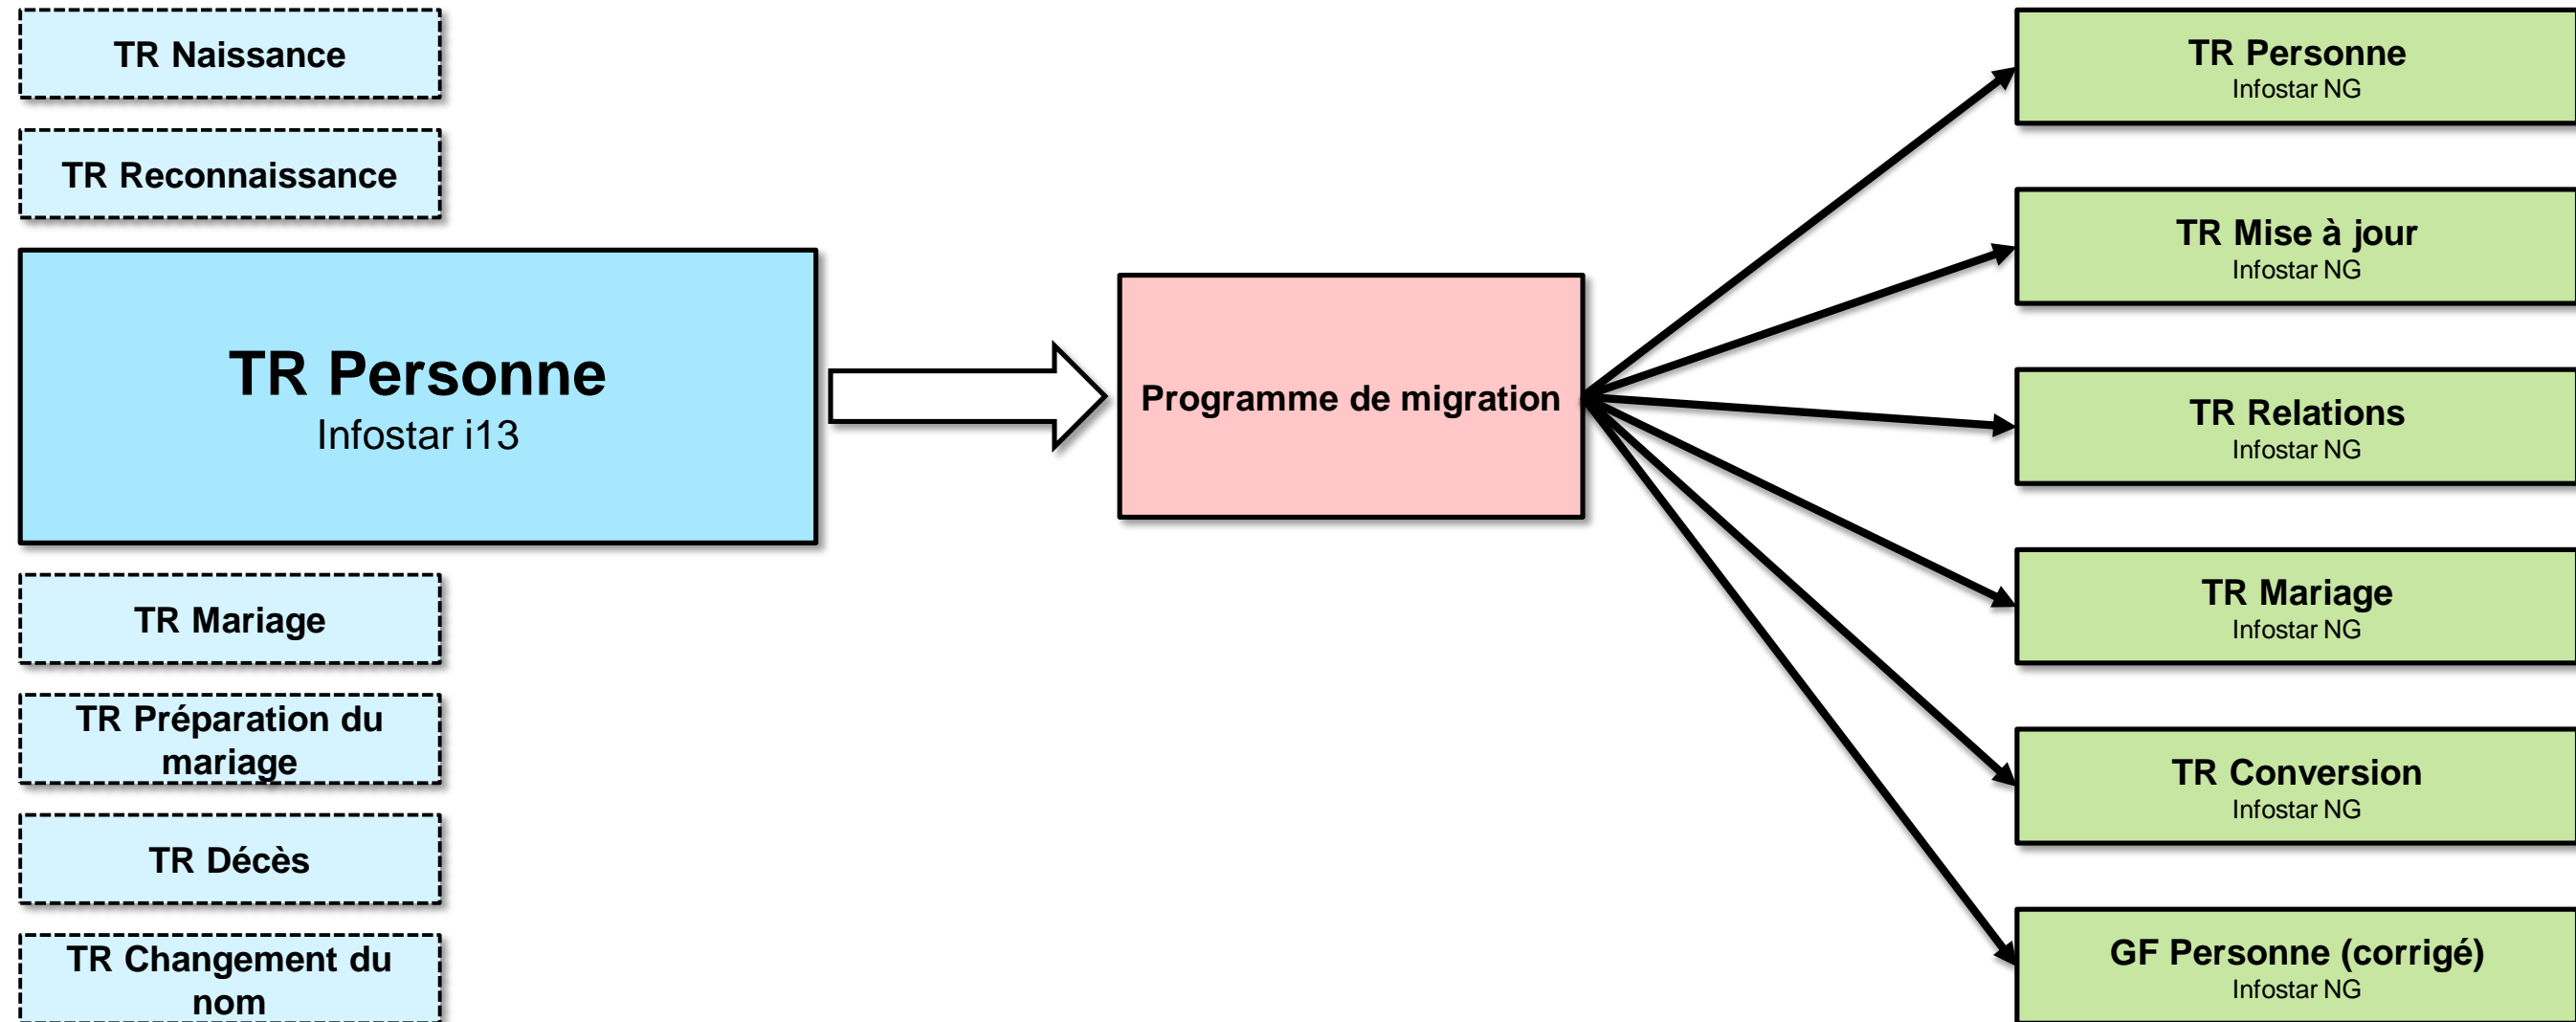 TR Naissance
TR Reconnaissance
TR Personne
Infostar i13
TR Mariage
TR Préparation du
mariage
TR Décès
TR Changement du
nom
Programme de migration
TR Personne
Infostar NG
TR Mise à jour
Infostar NG
TR Relations
Infostar NG
TR Mariage
Infostar NG
TR Conversion
Infostar NG
GF Personne (corrigé)
Infostar NG